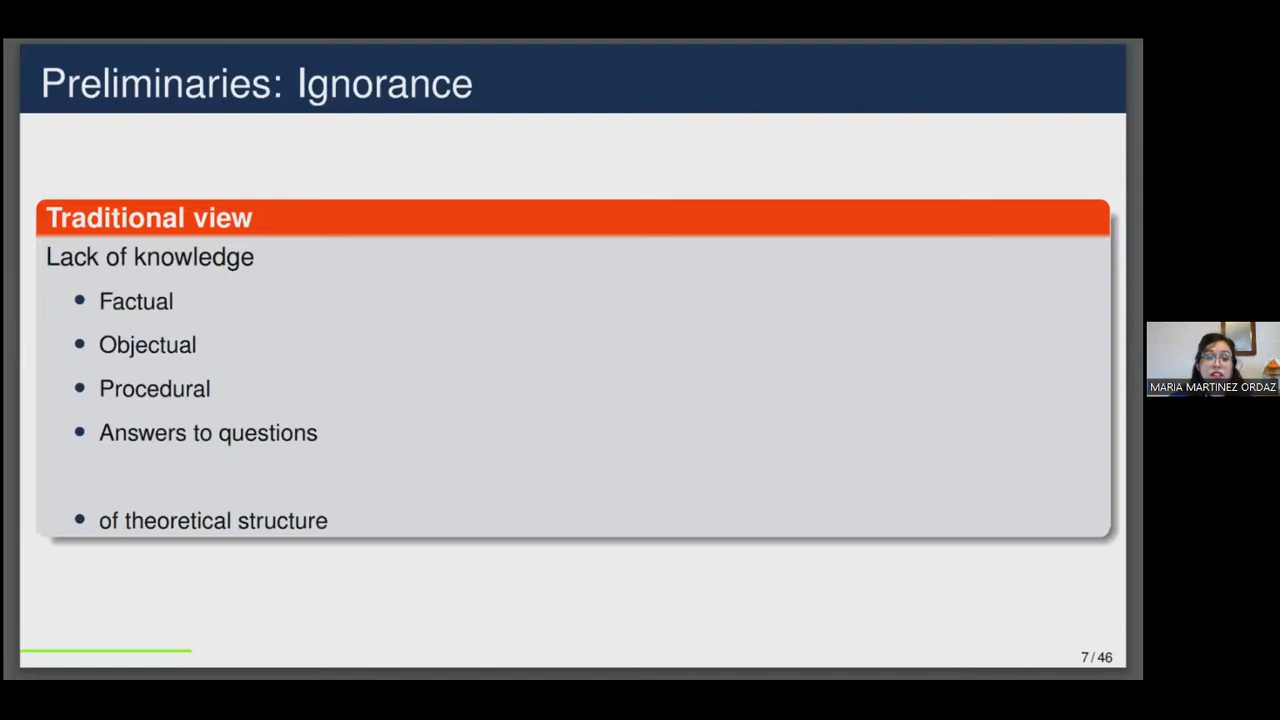 Preliminaries: Ignorance
Traditional view
Lack of knowledge
• Factual
• Objectual
• Procedural
• Answers to questions
• of theoretical structure
7 / 46
MARIA MARTINEZ ORDAZ